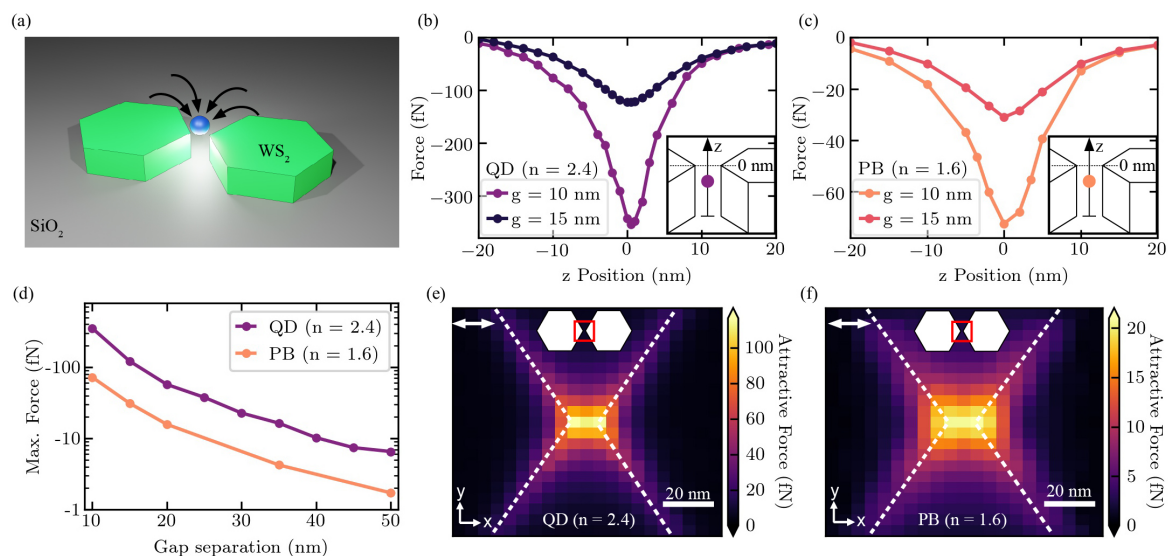 (a)
WS2
SiO2
(b)
Force (fN)
0
−100
−200
−300
QD (n = 2.4)
g = 10 nm
g = 15 nm
z
0 nm
−20
−10
0
10
20
z Position (nm)
(c)
Force (fN)
0
−20
−40
−60
PB (n = 1.6)
g = 10 nm
g = 15 nm
z
0 nm
−20
−10
0
10
20
z Position (nm)
(d)
Max. Force (fN)
-100
-10
-1
QD (n = 2.4)
PB (n = 1.6)
10
20
30
40
50
Gap separation (nm)
(e)
y
x
QD (n = 2.4)
20 nm
100
80
60
40
20
0
Attractive Force (fN)
(f)
y
x
PB (n = 1.6)
20 nm
20
15
10
5
0
Attractive Force (fN)